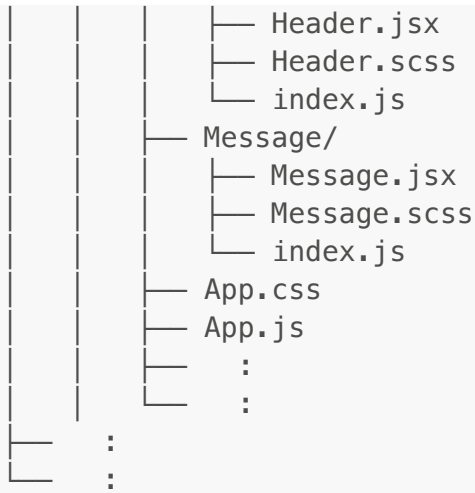 │   │   │   ├── Header.jsx
│   │   │   ├── Header.scss
│   │   │   └── index.js
│   │   ├── Message/
│   │   │   ├── Message.jsx
│   │   │   ├── Message.scss
│   │   │   └── index.js
│   │   ├── App.css
│   │   ├── App.js
│   │   ├──   :
│   │   └──   :
├──   :
└──   :